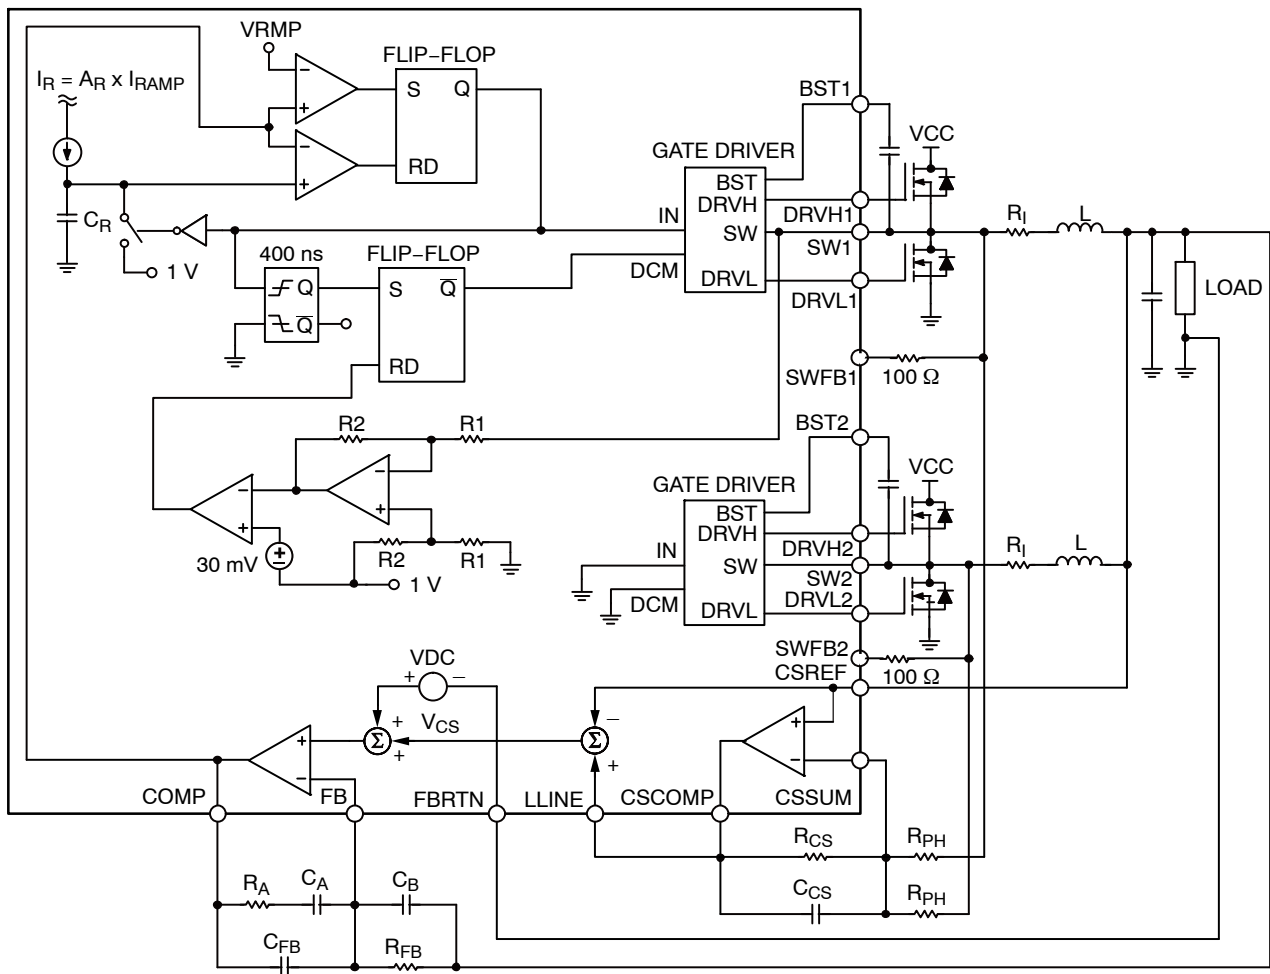 VRMP
FLIP−FLOP
I_R = A_R x I_RAMP
S Q
RD
BST1
VCC
GATE DRIVER
BST
DRVH
DRVH1
IN
SW
SW1
DCM
DRVL
DRVL1
C_R
1 V
400 ns
FLIP−FLOP
Q
Q̅
S Q̅
RD
R_I
L
LOAD
SWFB1
100 Ω
R2
R1
BST2
VCC
GATE DRIVER
BST
DRVH
DRVH2
IN
SW
SW2
DCM
DRVL
DRVL2
R_I
L
R2
R1
30 mV
1 V
SWFB2
100 Ω
CSREF
VDC
+ −
V_CS
Σ
Σ
COMP
FB
FBRTN
LLINE
CSCOMP
CSSUM
R_CS
R_PH
C_CS
R_PH
R_A
C_A
C_B
C_FB
R_FB